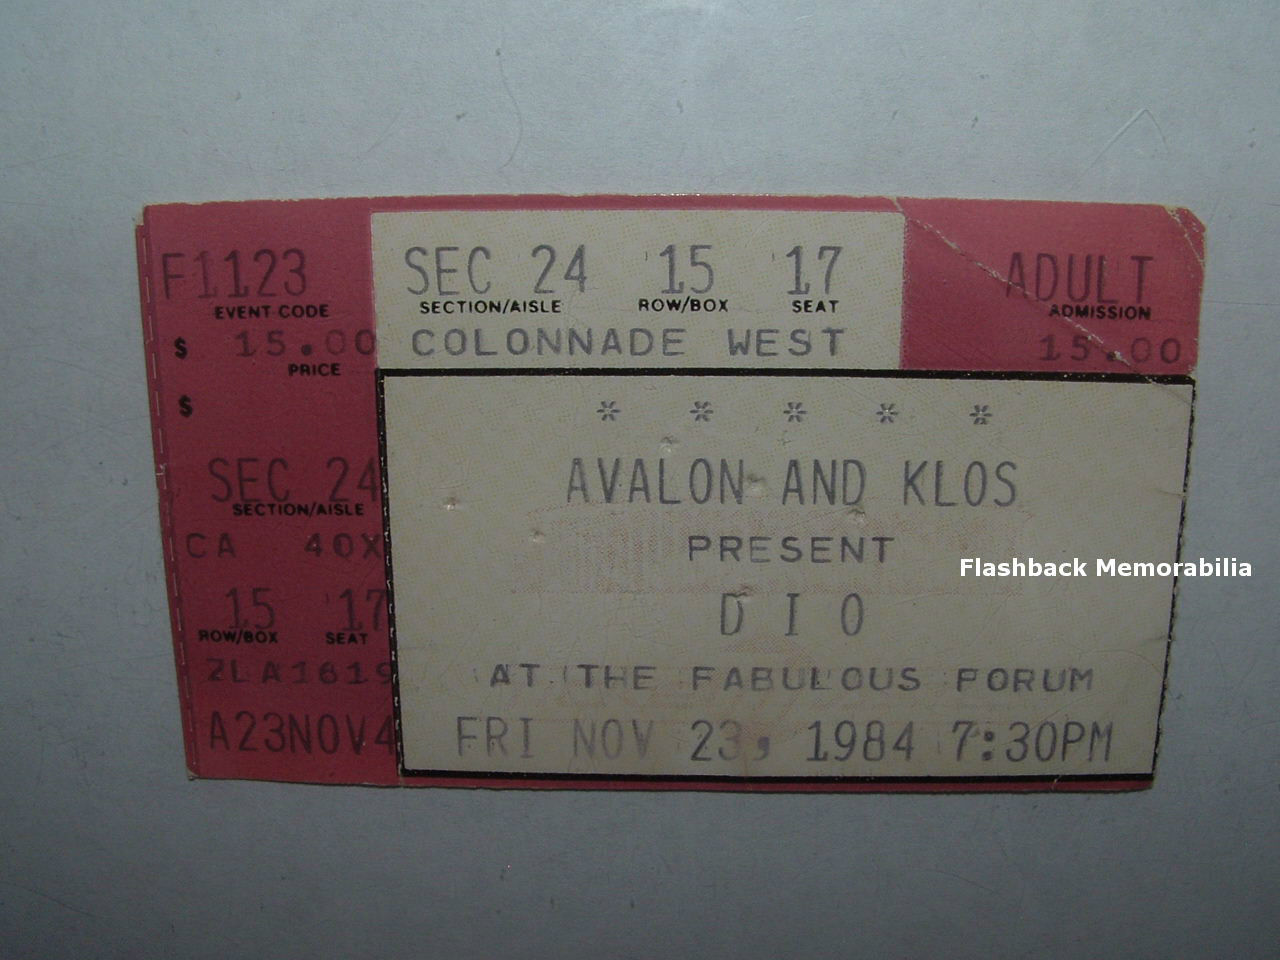 F1123 SEC 24 15 17 ADULT
EVENT CODE SECTION/AISLE ROW/BOX SEAT ADMISSION
$ 15.00 COLONNADE WEST 15.00
PRICE
$
* * * * *
SEC 24 AVALON AND KLOS
SECTION/AISLE
CA 40X PRESENT
Flashback Memorabilia
15 17 D I O
ROW/BOX SEAT
ZLA1619 AT THE FABULOUS FORUM
A23NOV4 FRI NOV 23, 1984 7:30PM